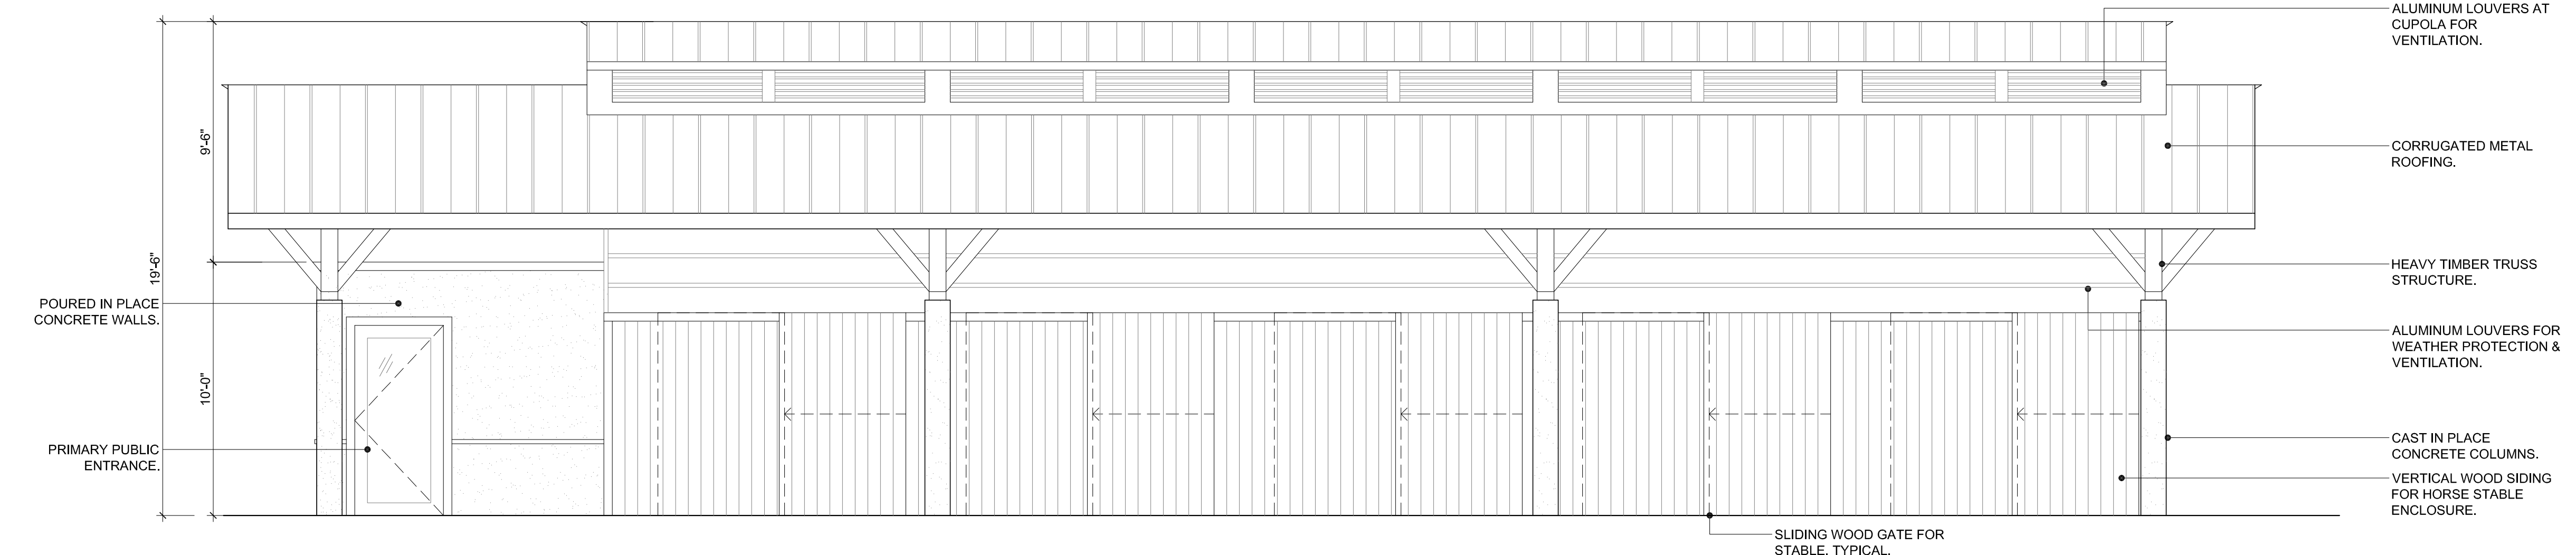 ALUMINUM LOUVERS AT
CUPOLA FOR
VENTILATION.
9'-6"
CORRUGATED METAL
ROOFING.
19'-6"
HEAVY TIMBER TRUSS
STRUCTURE.
POURED IN PLACE
CONCRETE WALLS.
ALUMINUM LOUVERS FOR
WEATHER PROTECTION &
VENTILATION.
10'-0"
PRIMARY PUBLIC
ENTRANCE.
CAST IN PLACE
CONCRETE COLUMNS.
VERTICAL WOOD SIDING
FOR HORSE STABLE
ENCLOSURE.
SLIDING WOOD GATE FOR
STABLE, TYPICAL.